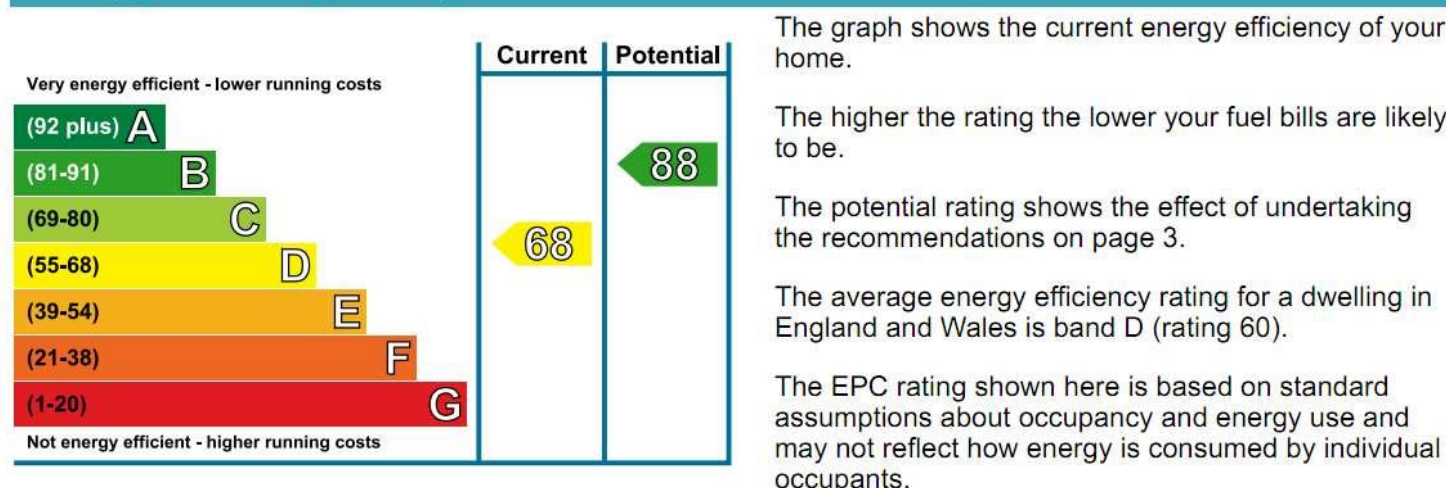 Current Potential
Very energy efficient - lower running costs
(92 plus) A
(81-91) B
88
(69-80) C
68
(55-68) D
(39-54) E
(21-38) F
(1-20) G
Not energy efficient - higher running costs
The graph shows the current energy efficiency of your
home.
The higher the rating the lower your fuel bills are likely
to be.
The potential rating shows the effect of undertaking
the recommendations on page 3.
The average energy efficiency rating for a dwelling in
England and Wales is band D (rating 60).
The EPC rating shown here is based on standard
assumptions about occupancy and energy use and
may not reflect how energy is consumed by individual
occupants.